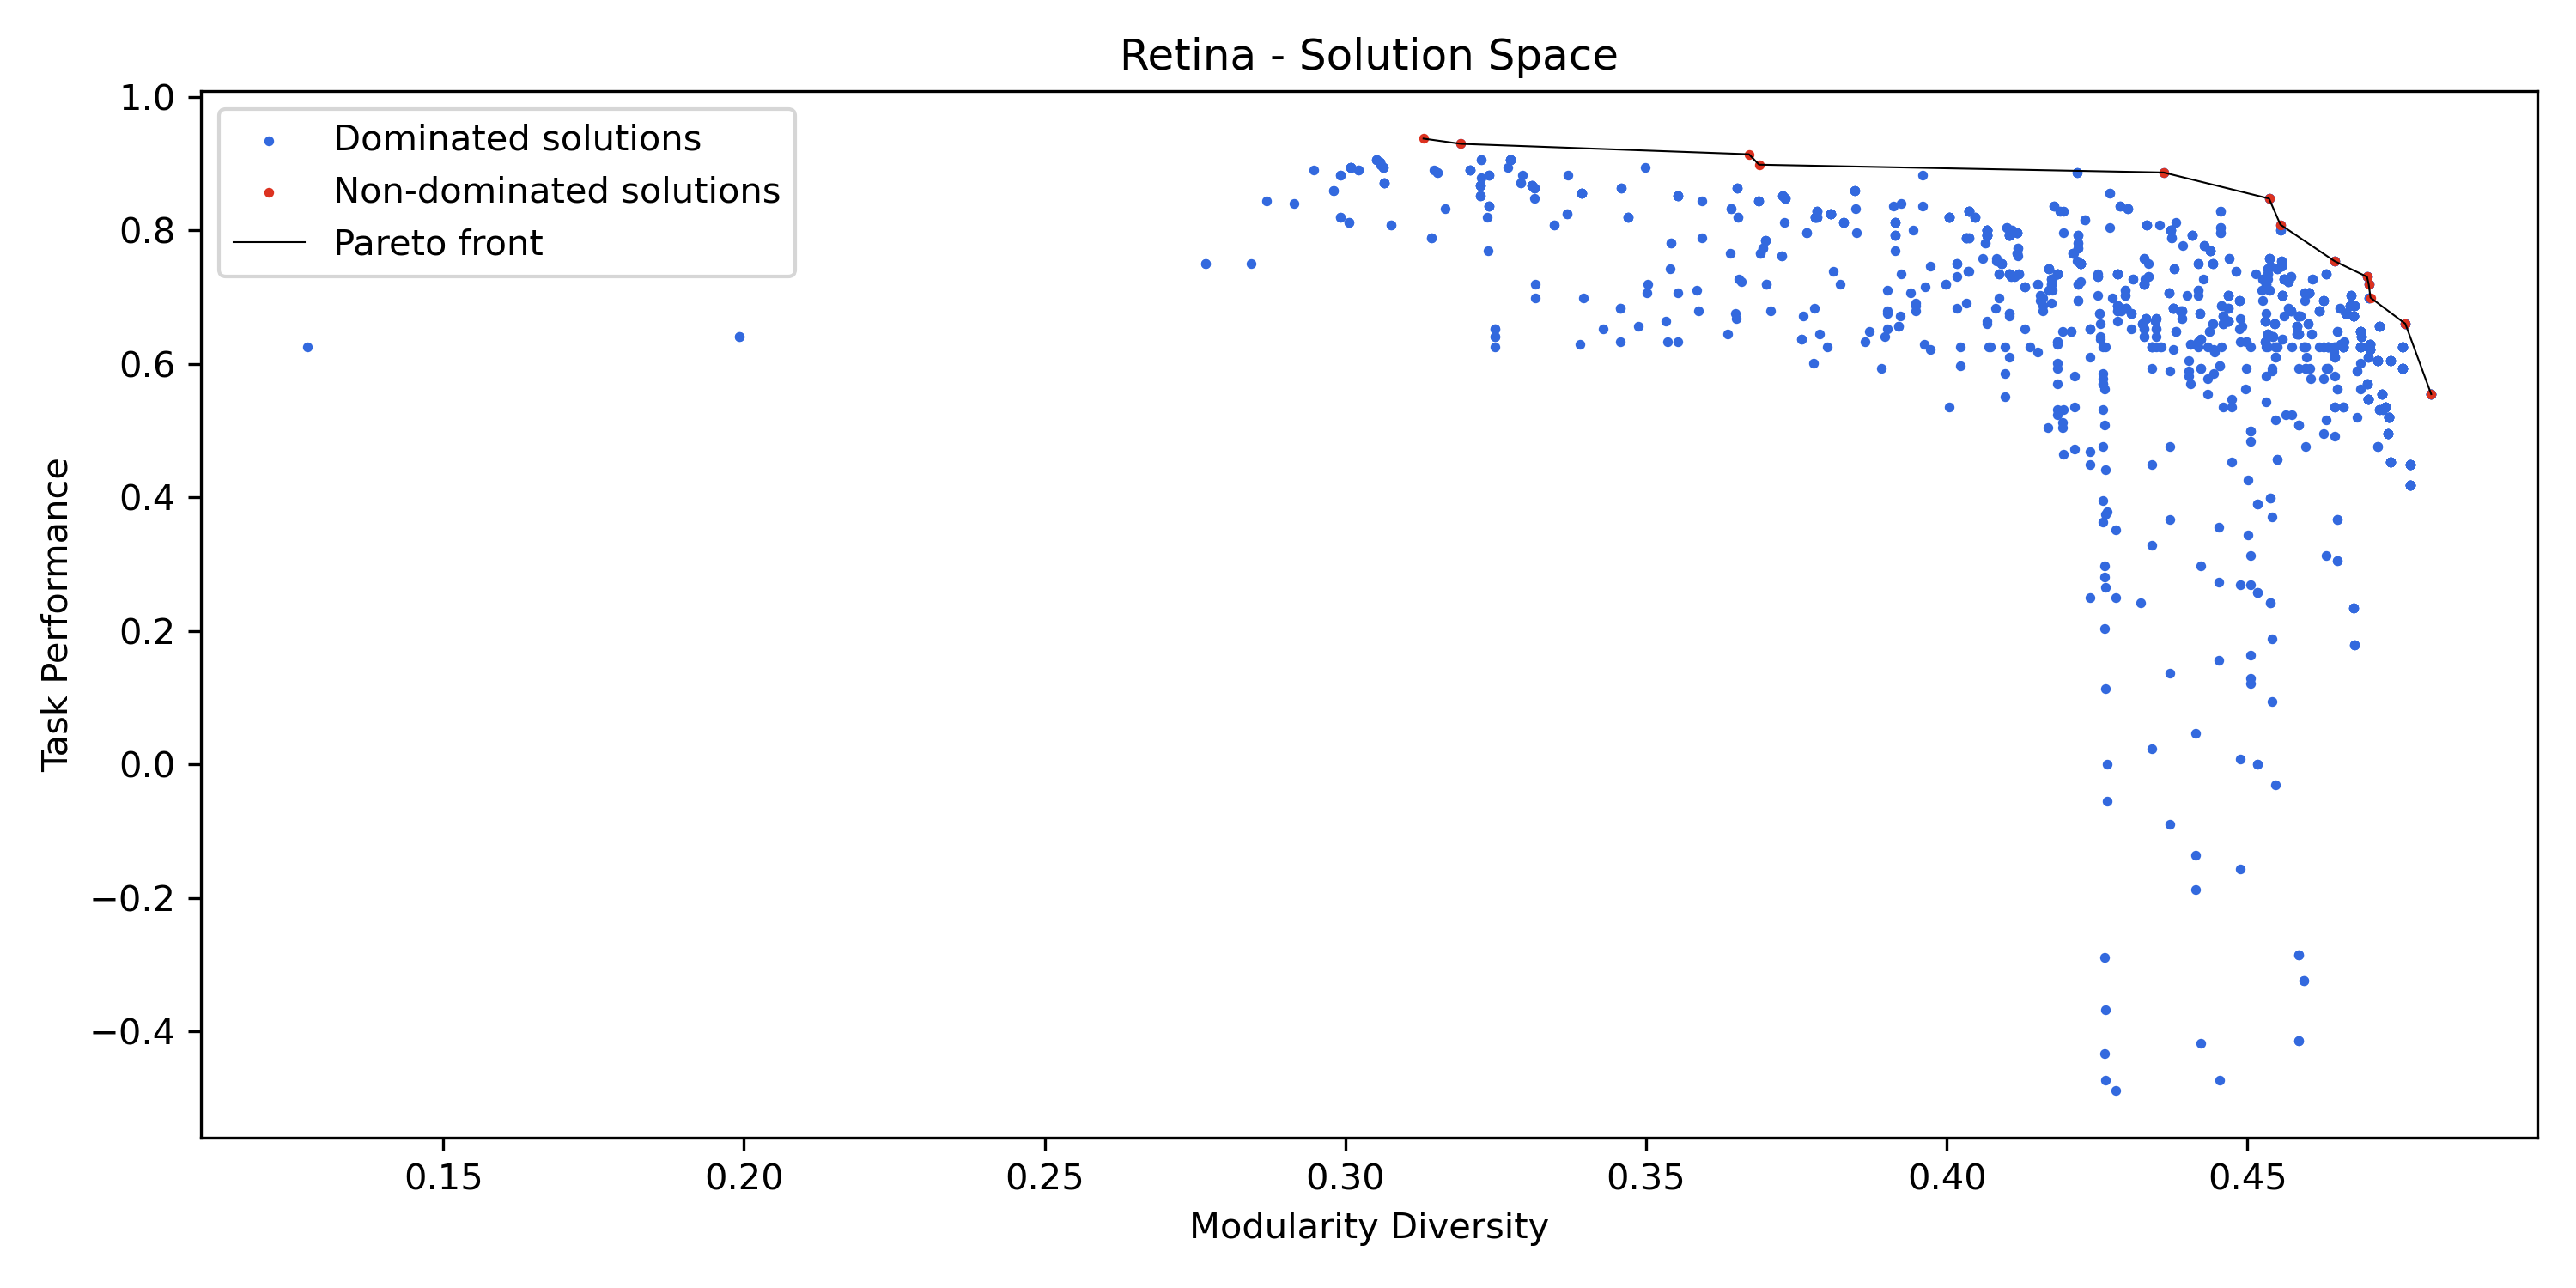 Retina - Solution Space
Dominated solutions
Non-dominated solutions
Pareto front
1.0
0.8
0.6
0.4
0.2
0.0
−0.2
−0.4
Task Performance
0.15
0.20
0.25
0.30
0.35
0.40
0.45
Modularity Diversity